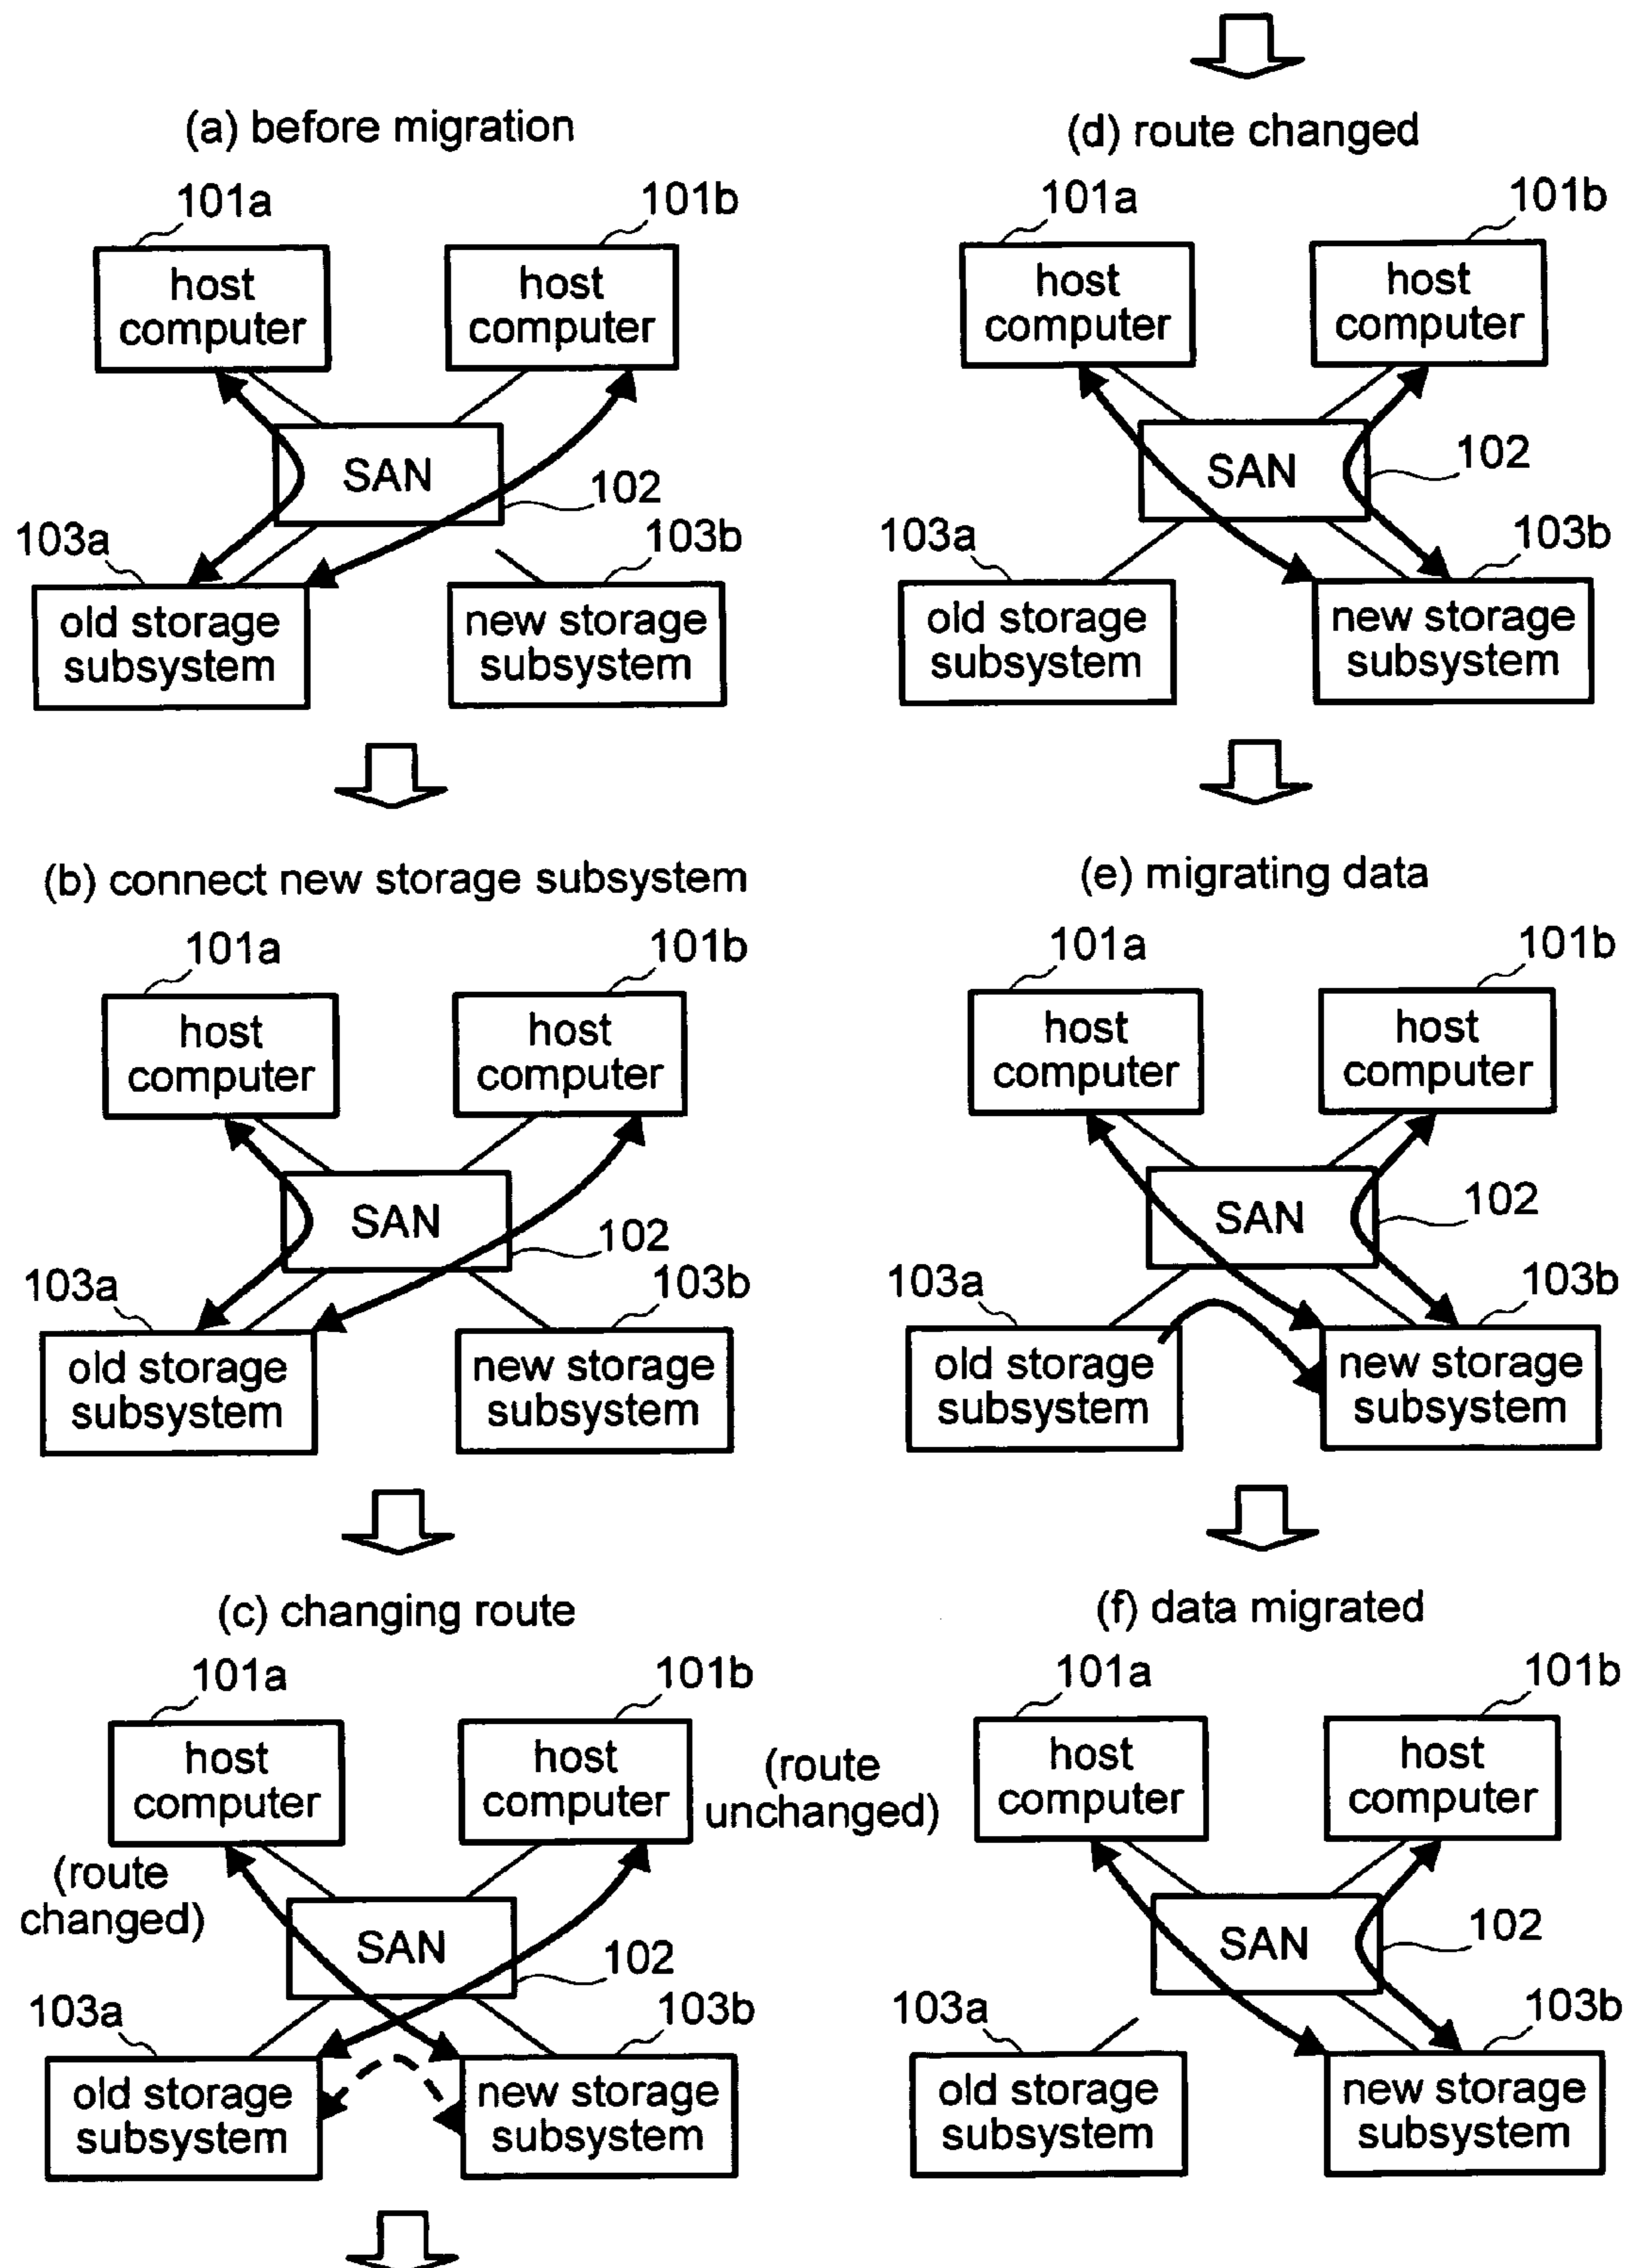 (a) before migration
101a
101b
host
computer
host
computer
SAN
102
103a
103b
old storage
subsystem
new storage
subsystem
(b) connect new storage subsystem
101a
101b
host
computer
host
computer
SAN
102
103a
103b
old storage
subsystem
new storage
subsystem
(c) changing route
101a
101b
host
computer
host
computer
(route
unchanged)
(route
changed)
SAN
102
103a
103b
old storage
subsystem
new storage
subsystem
(d) route changed
101a
101b
host
computer
host
computer
SAN
102
103a
103b
old storage
subsystem
new storage
subsystem
(e) migrating data
101a
101b
host
computer
host
computer
SAN
102
103a
103b
old storage
subsystem
new storage
subsystem
(f) data migrated
101a
101b
host
computer
host
computer
SAN
102
103a
103b
old storage
subsystem
new storage
subsystem